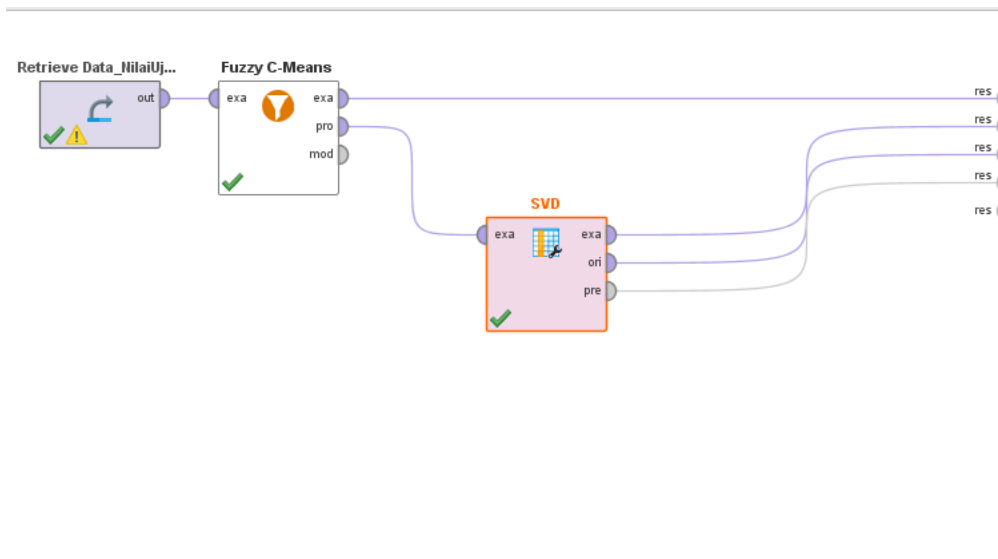 Retrieve Data_NilaiUj...
out
Fuzzy C-Means
exa
exa
pro
mod
SVD
exa
exa
ori
pre
res
res
res
res
res